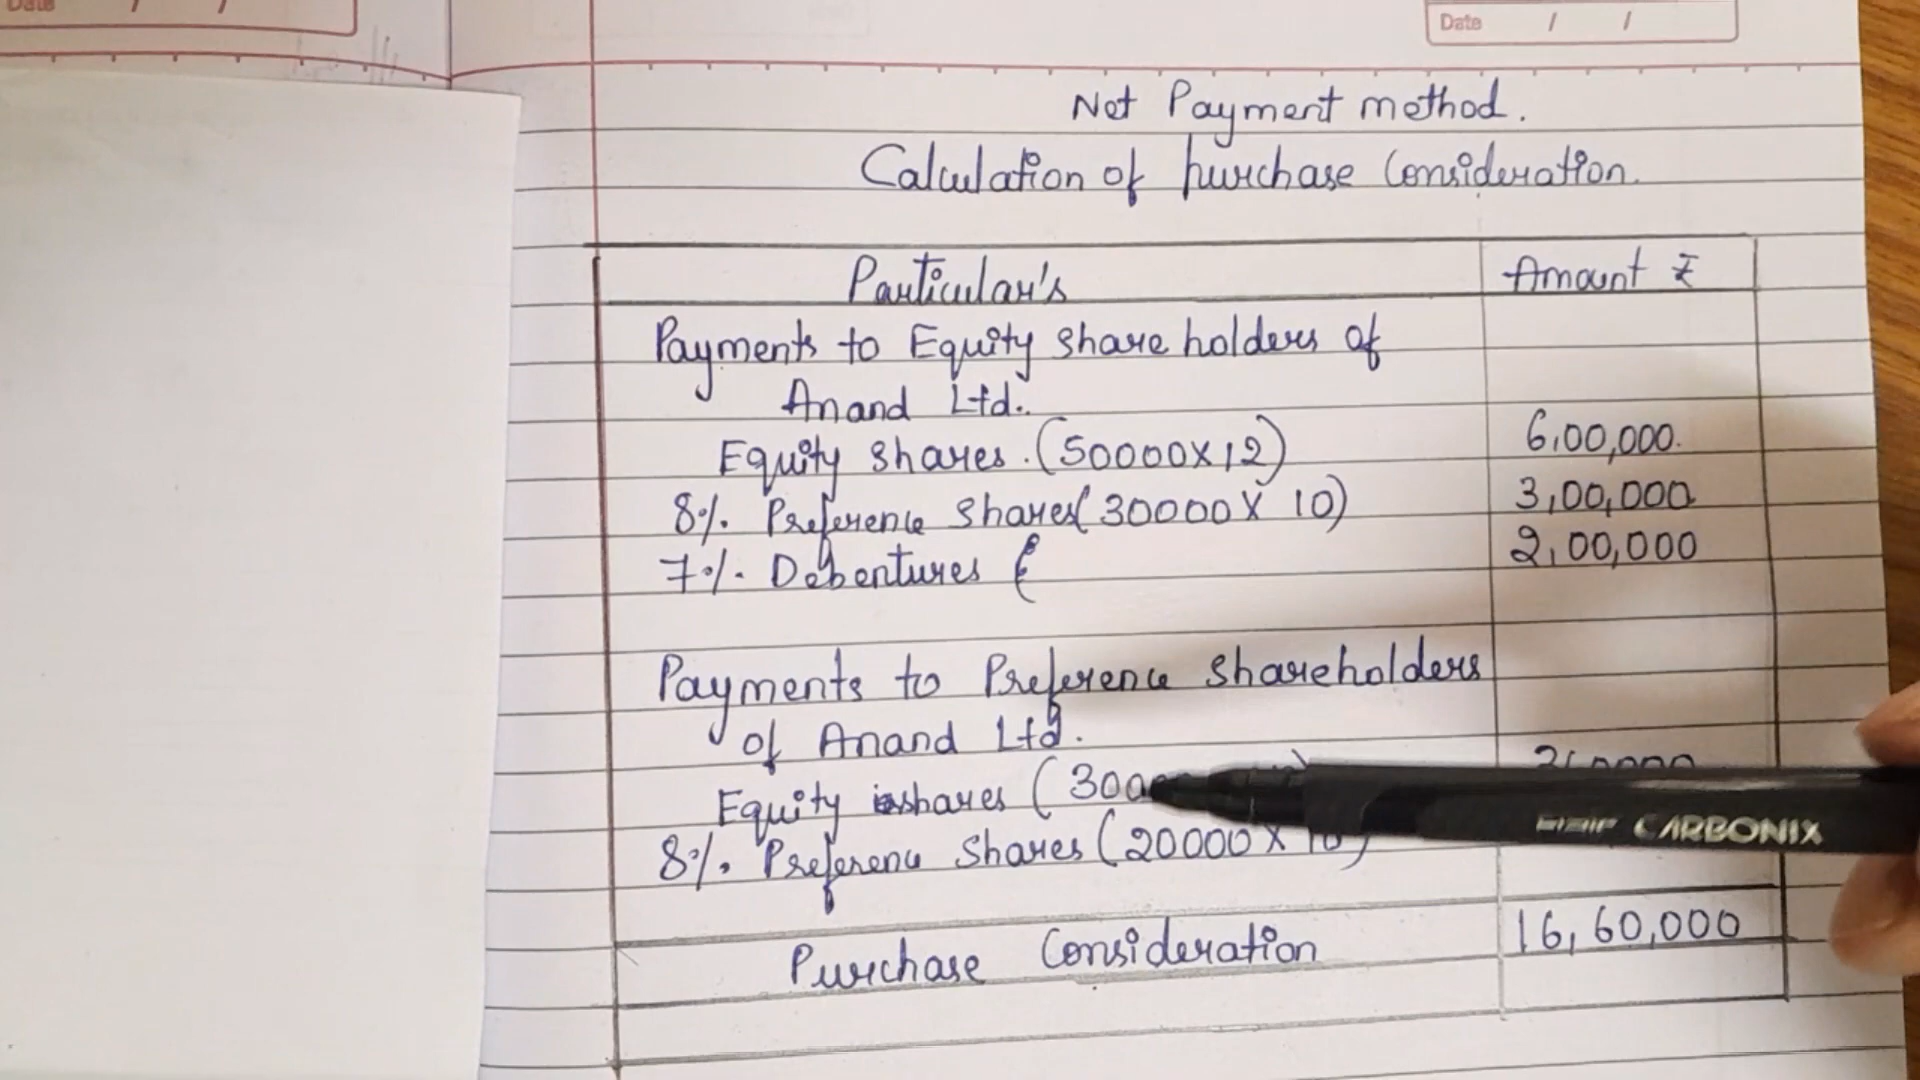 Date / /
Date / /
Net Payment method.
Calculation of purchase Consideration.
Particular's Amount ₹
Payments to Equity share holders of
Anand Ltd.
Equity shares. (50000X12) 6,00,000.
8%. Preference shares (30000 X 10) 3,00,000
7%. Debentures ( 2,00,000
Payments to Preference shareholders
of Anand Ltd.
Equity shares (300
8%. Preference Shares (20000 X 10)
CARBONIX
Purchase Consideration 16,60,000